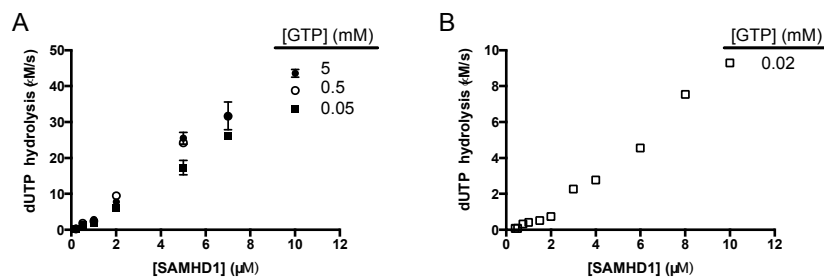 A
[GTP] (mM)
5
0.5
0.05
dUTP hydrolysis (μM/s)
50
40
30
20
10
0
0 2 4 6 8 10 12
[SAMHD1] (μM)
B
[GTP] (mM)
0.02
dUTP hydrolysis (μM/s)
10
8
6
4
2
0
0 2 4 6 8 10 12
[SAMHD1] (μM)